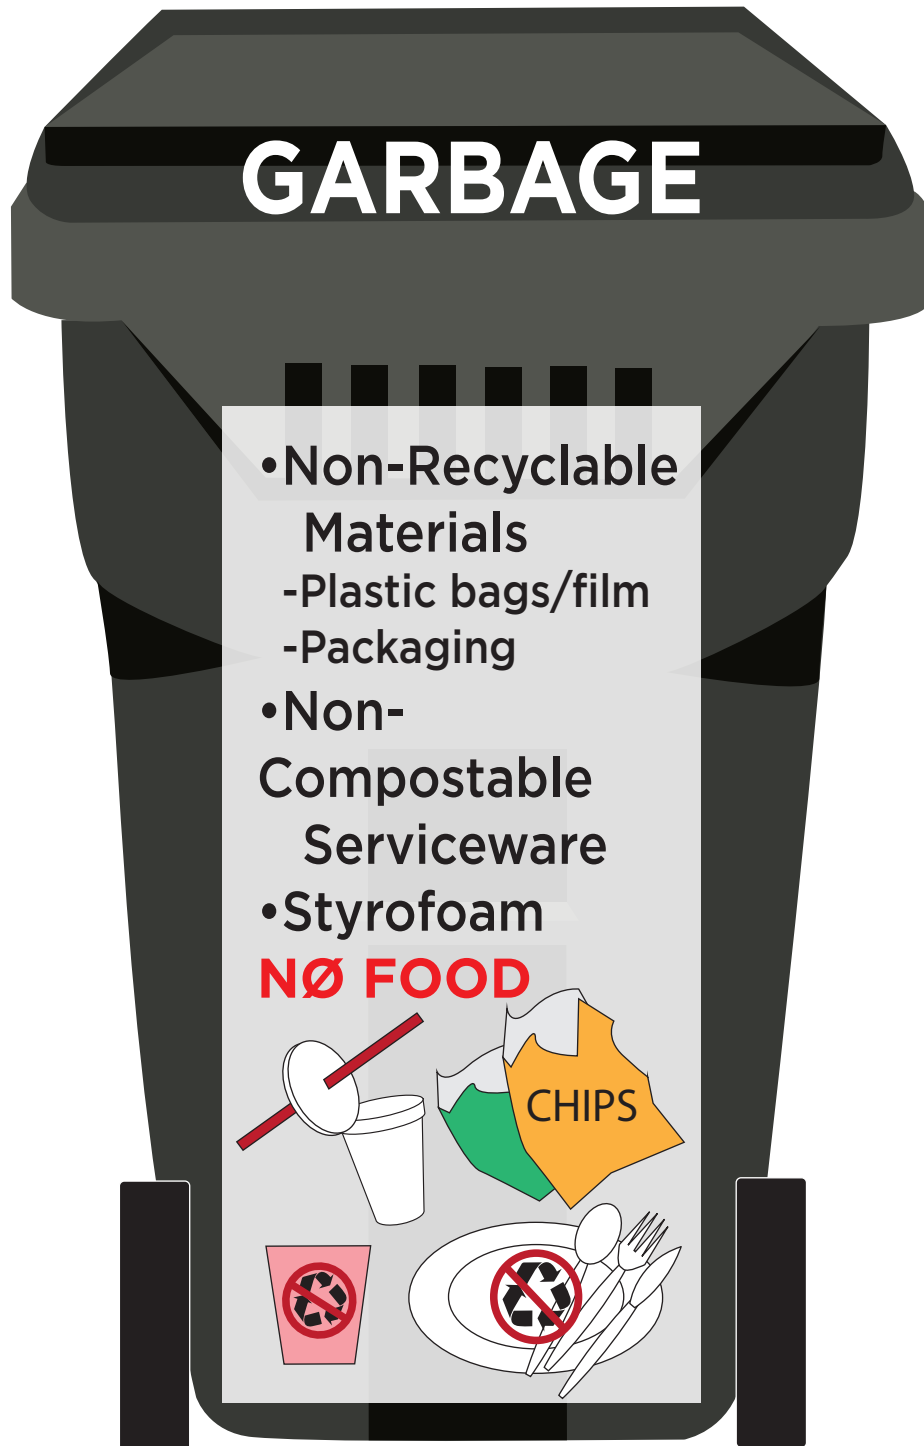 GARBAGE
•Non-Recyclable
Materials
-Plastic bags/film
-Packaging
•Non-
Compostable
Serviceware
•Styrofoam
NØ FOOD
CHIPS